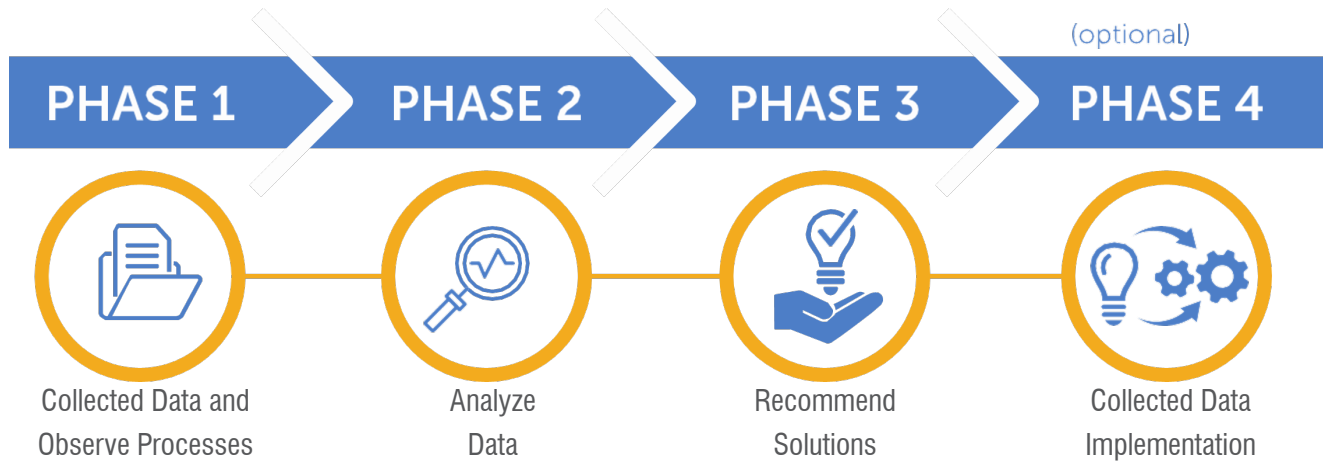 (optional)
PHASE 1
PHASE 2
PHASE 3
PHASE 4
Collected Data and
Observe Processes
Analyze
Data
Recommend
Solutions
Collected Data
Implementation